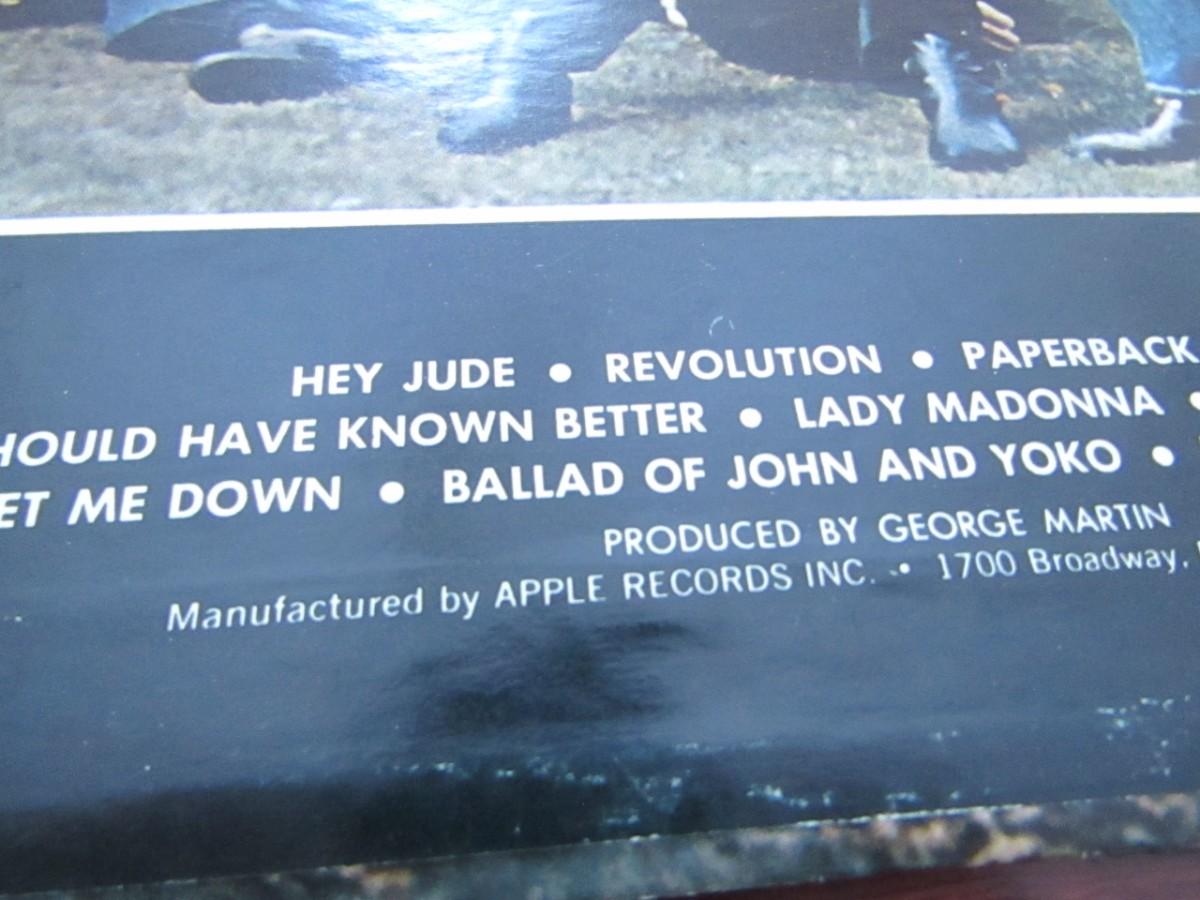 HEY JUDE • REVOLUTION • PAPERBACK
HOULD HAVE KNOWN BETTER • LADY MADONNA •
ET ME DOWN • BALLAD OF JOHN AND YOKO •
PRODUCED BY GEORGE MARTIN
Manufactured by APPLE RECORDS INC. • 1700 Broadway,